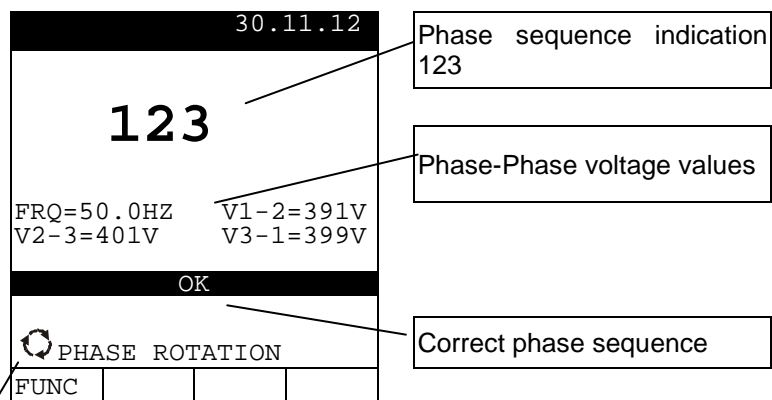 30.11.12
Phase sequence indication
123
123
Phase-Phase voltage values
FRQ=50.0HZ V1-2=391V
V2-3=401V V3-1=399V
OK
PHASE ROTATION
Correct phase sequence
FUNC